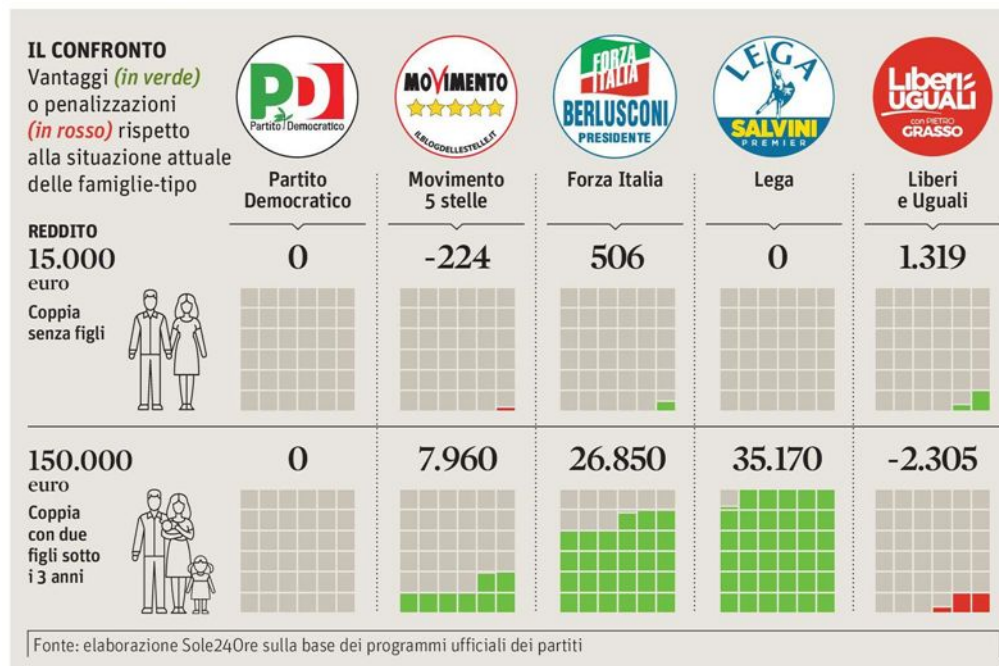 IL CONFRONTO
Vantaggi (in verde)
o penalizzazioni
(in rosso) rispetto
alla situazione attuale
delle famiglie-tipo
PD
Partito Democratico
MOVIMENTO
ILBLOGDELLESTELLE.IT
FORZA
ITALIA
BERLUSCONI
PRESIDENTE
LEGA
SALVINI
PREMIER
Liberi
UGUALI
con PIETRO
GRASSO
Partito
Democratico
Movimento
5 stelle
Forza Italia
Lega
Liberi
e Uguali
REDDITO
15.000
euro
Coppia
senza figli
0
-224
506
0
1.319
150.000
euro
Coppia
con due
figli sotto
i 3 anni
0
7.960
26.850
35.170
-2.305
Fonte: elaborazione Sole24Ore sulla base dei programmi ufficiali dei partiti